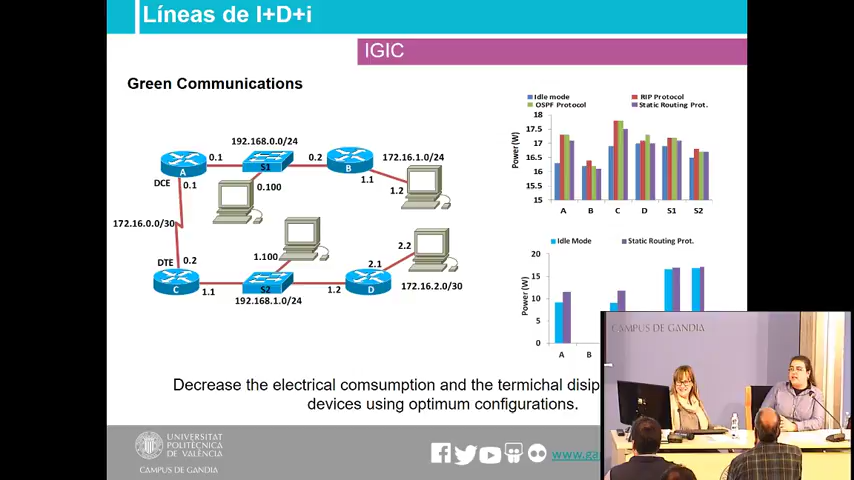 Líneas de I+D+i
IGIC
Green Communications
192.168.0.0/24
0.1
S1
0.2
B
172.16.1.0/24
A
DCE
0.1
0.100
1.1
1.2
172.16.0.0/30
1.100
2.2
DTE
0.2
2.1
C
1.1
S2
1.2
D
172.16.2.0/30
192.168.1.0/24
Idle mode
RIP Protocol
OSPF Protocol
Static Routing Prot.
Power (W)
18
17.5
17
16.5
16
15.5
15
A B C D S1 S2
Idle Mode
Static Routing Prot.
Power (W)
20
15
10
5
0
A B
CAMPUS DE GANDIA
Decrease the electrical comsumption and the termichal disip
devices using optimum configurations.
UNIVERSITAT
POLITÈCNICA
DE VALÈNCIA
CAMPUS DE GANDIA
www.ga